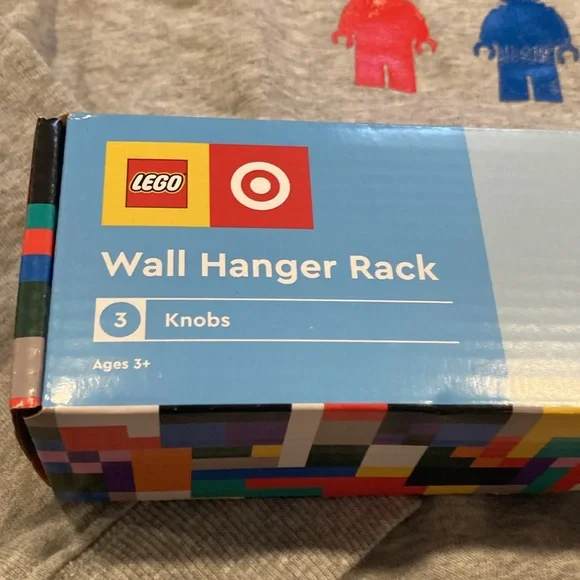 LEGO
Wall Hanger Rack
3 Knobs
Ages 3+